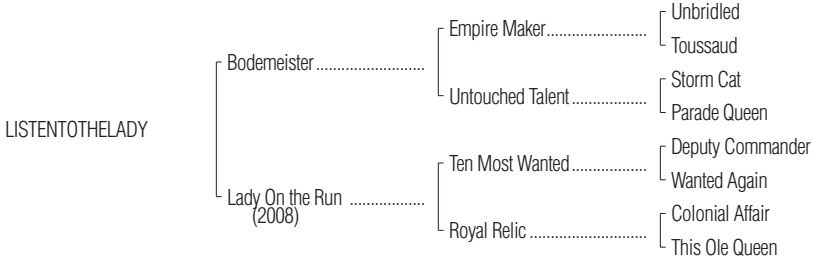 Unbridled
Empire Maker........................
Toussaud
Bodemeister..........................
Storm Cat
Untouched Talent..................
Parade Queen
LISTENTOTHELADY
Deputy Commander
Ten Most Wanted..................
Wanted Again
Lady On the Run ..................
(2008)
Colonial Affair
Royal Relic ............................
This Ole Queen